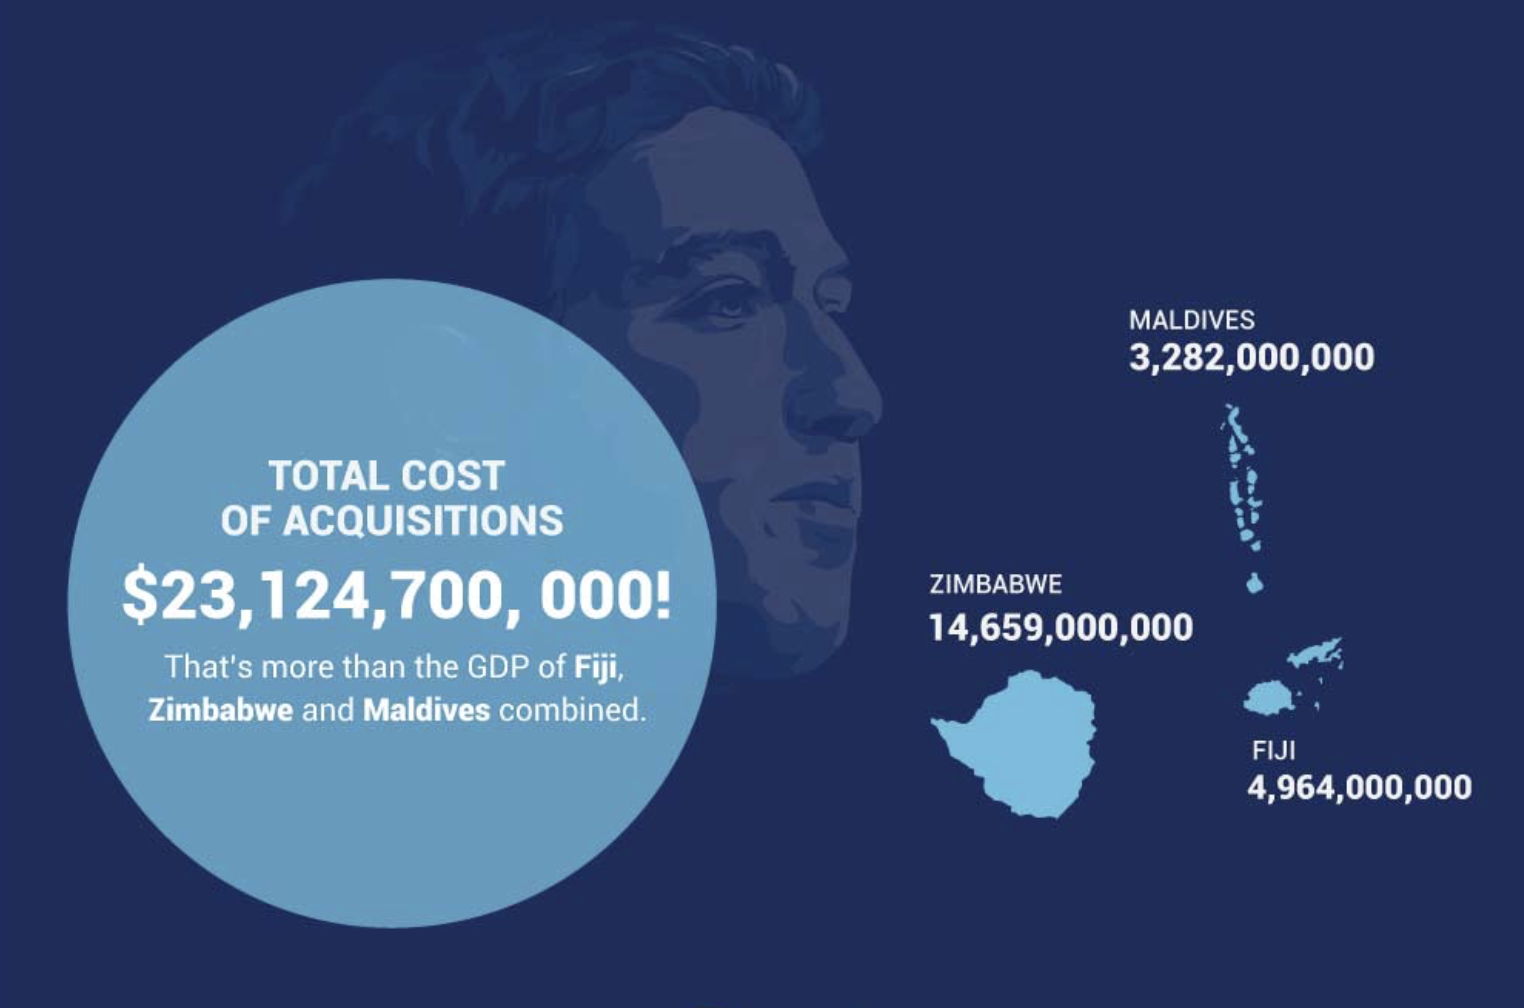 TOTAL COST
OF ACQUISITIONS
$23,124,700, 000!
That's more than the GDP of Fiji,
Zimbabwe and Maldives combined.
MALDIVES
3,282,000,000
ZIMBABWE
14,659,000,000
FIJI
4,964,000,000